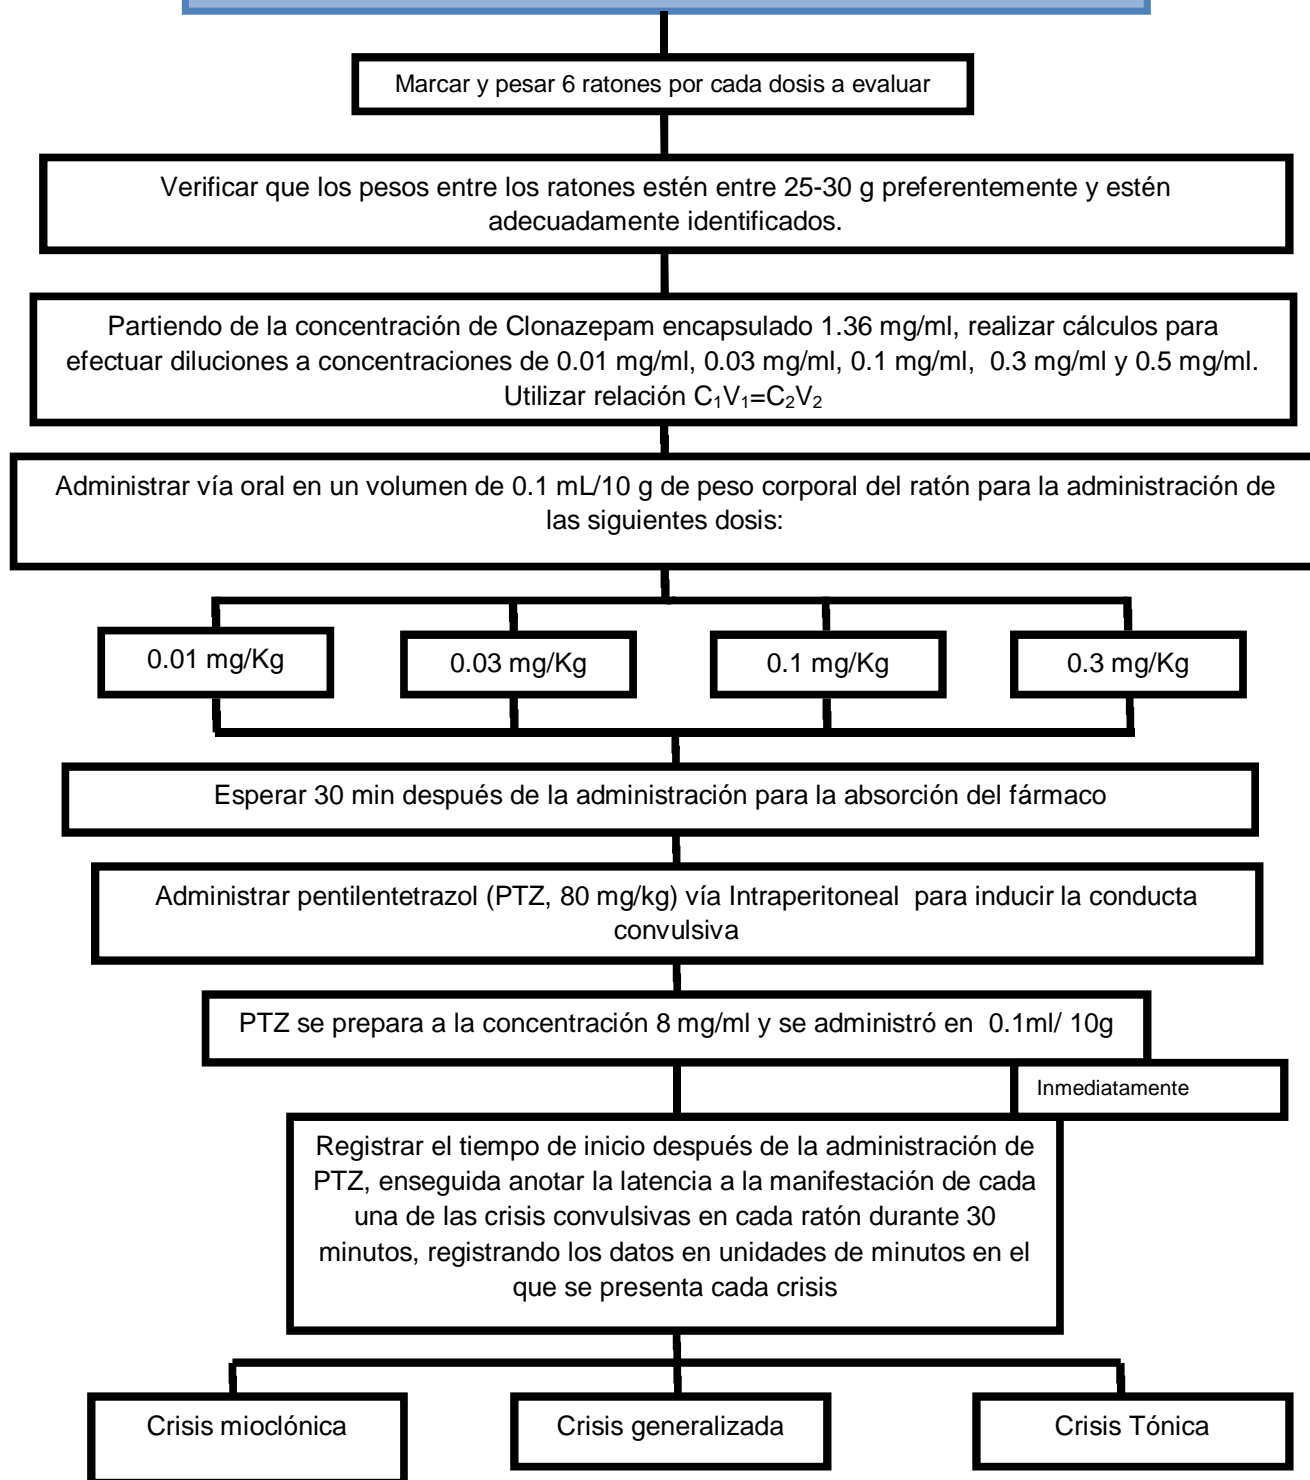 Marcar y pesar 6 ratones por cada dosis a evaluar
Verificar que los pesos entre los ratones estén entre 25-30 g preferentemente y estén
adecuadamente identificados.
Partiendo de la concentración de Clonazepam encapsulado 1.36 mg/ml, realizar cálculos para
efectuar diluciones a concentraciones de 0.01 mg/ml, 0.03 mg/ml, 0.1 mg/ml, 0.3 mg/ml y 0.5 mg/ml.
Utilizar relación C₁V₁=C₂V₂
Administrar vía oral en un volumen de 0.1 mL/10 g de peso corporal del ratón para la administración de
las siguientes dosis:
0.01 mg/Kg
0.03 mg/Kg
0.1 mg/Kg
0.3 mg/Kg
Esperar 30 min después de la administración para la absorción del fármaco
Administrar pentilentetrazol (PTZ, 80 mg/kg) vía Intraperitoneal para inducir la conducta
convulsiva
PTZ se prepara a la concentración 8 mg/ml y se administró en 0.1ml/ 10g
Inmediatamente
Registrar el tiempo de inicio después de la administración de
PTZ, enseguida anotar la latencia a la manifestación de cada
una de las crisis convulsivas en cada ratón durante 30
minutos, registrando los datos en unidades de minutos en el
que se presenta cada crisis
Crisis mioclónica
Crisis generalizada
Crisis Tónica